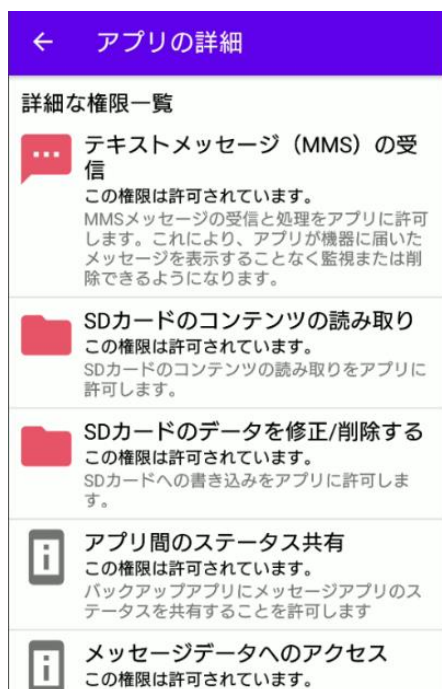 ← アプリの詳細
詳細な権限一覧
テキストメッセージ（MMS）の受
信
この権限は許可されています。
MMSメッセージの受信と処理をアプリに許可
します。これにより、アプリが機器に届いた
メッセージを表示することなく監視または削
除できるようになります。
SDカードのコンテンツの読み取り
この権限は許可されています。
SDカードのコンテンツの読み取りをアプリに
許可します。
SDカードのデータを修正/削除する
この権限は許可されています。
SDカードへの書き込みをアプリに許可しま
す。
アプリ間のステータス共有
この権限は許可されています。
バックアップアプリにメッセージアプリのス
テータスを共有することを許可します
メッセージデータへのアクセス
この権限は許可されています。